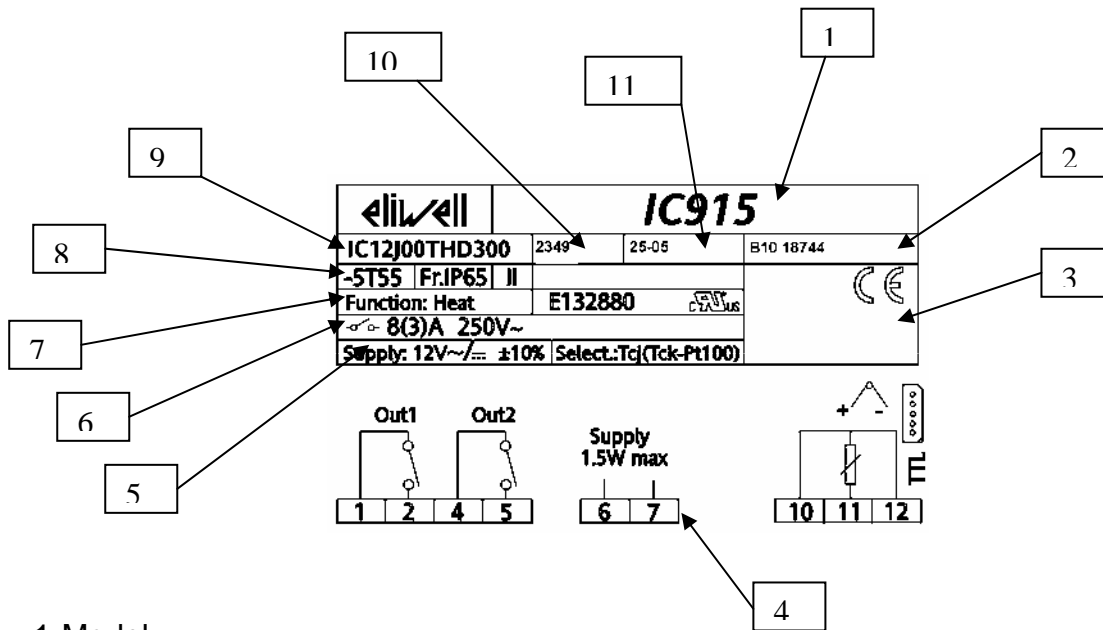 1
10
11
9
2
eliwell IC915
IC12J00THD300 2349 25-05 B10 18744
8
-5T55 Fr.IP65 II CE
3
Function: Heat E132880 c RU us
7
8(3)A 250V~
Supply: 12V~/⎓ ±10% Select.:Tcj(Tck-Pt100)
6
+ -
Out1 Out2 Supply
1.5W max
TTL
5
1 2 4 5 6 7 10 11 12
4